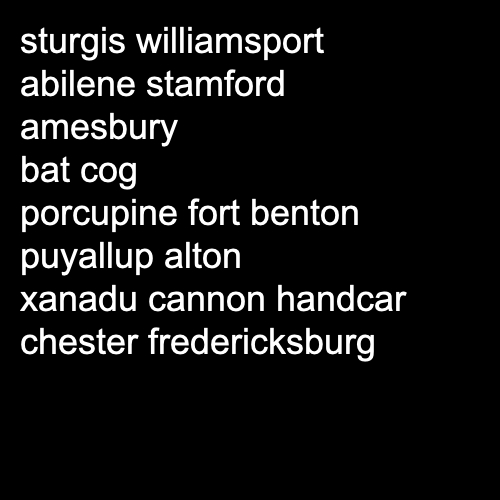 sturgis williamsport
abilene stamford
amesbury
bat cog
porcupine fort benton
puyallup alton
xanadu cannon handcar
chester fredericksburg